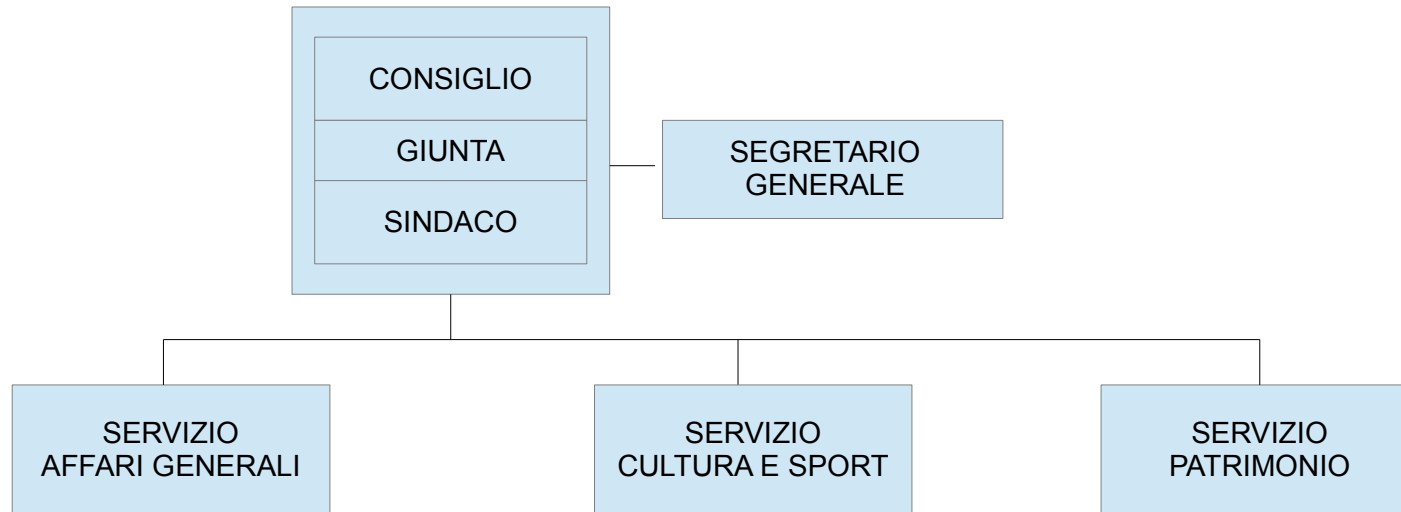 CONSIGLIO
GIUNTA
SINDACO
SEGRETARIO
GENERALE
SERVIZIO
AFFARI GENERALI
SERVIZIO
CULTURA E SPORT
SERVIZIO
PATRIMONIO